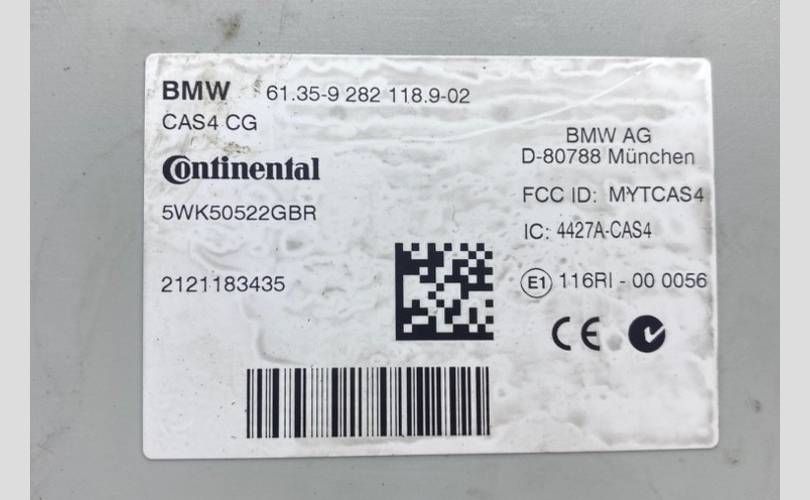 BMW 61.35-9 282 118.9-02
CAS4 CG
Continental
5WK50522GBR
2121183435
BMW AG
D-80788 München
FCC ID: MYTCAS4
IC: 4427A-CAS4
E1 116RI - 00 0056
CE